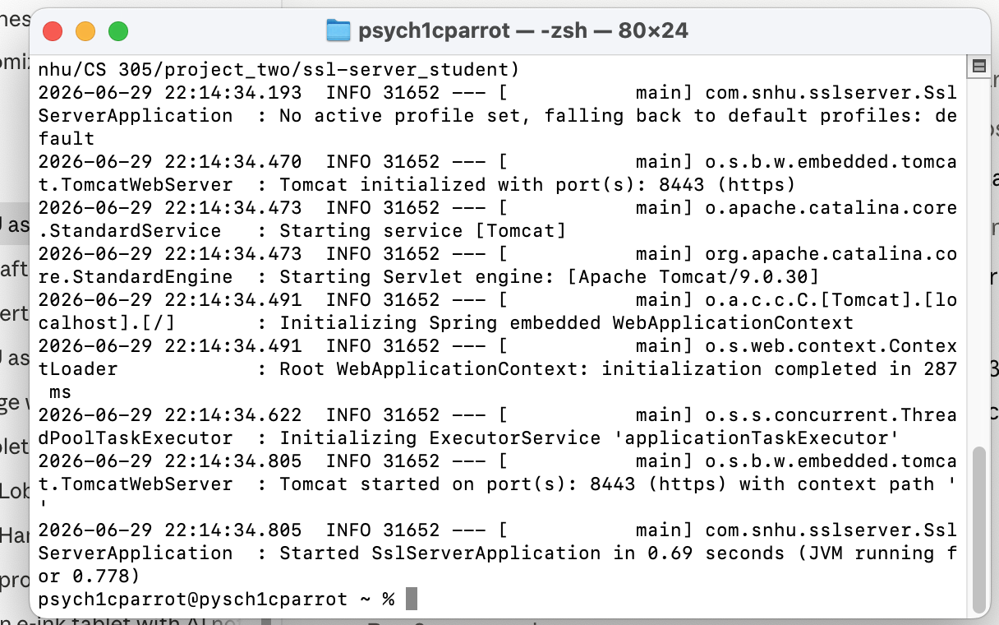 psych1cparrot — -zsh — 80×24
nhu/CS 305/project_two/ssl-server_student)
2026-06-29 22:14:34.193  INFO 31652 --- [           main] com.snhu.sslserver.Ssl
ServerApplication  : No active profile set, falling back to default profiles: de
fault
2026-06-29 22:14:34.470  INFO 31652 --- [           main] o.s.b.w.embedded.tomca
t.TomcatWebServer  : Tomcat initialized with port(s): 8443 (https)
2026-06-29 22:14:34.473  INFO 31652 --- [           main] o.apache.catalina.core
.StandardService   : Starting service [Tomcat]
2026-06-29 22:14:34.473  INFO 31652 --- [           main] org.apache.catalina.co
re.StandardEngine  : Starting Servlet engine: [Apache Tomcat/9.0.30]
2026-06-29 22:14:34.491  INFO 31652 --- [           main] o.a.c.c.C.[Tomcat].[lo
calhost].[/]       : Initializing Spring embedded WebApplicationContext
2026-06-29 22:14:34.491  INFO 31652 --- [           main] o.s.web.context.Contex
tLoader            : Root WebApplicationContext: initialization completed in 287
 ms
2026-06-29 22:14:34.622  INFO 31652 --- [           main] o.s.s.concurrent.Threa
dPoolTaskExecutor  : Initializing ExecutorService 'applicationTaskExecutor'
2026-06-29 22:14:34.805  INFO 31652 --- [           main] o.s.b.w.embedded.tomca
t.TomcatWebServer  : Tomcat started on port(s): 8443 (https) with context path '
'
2026-06-29 22:14:34.805  INFO 31652 --- [           main] com.snhu.sslserver.Ssl
ServerApplication  : Started SslServerApplication in 0.69 seconds (JVM running f
or 0.778)
psych1cparrot@pysch1cparrot ~ %